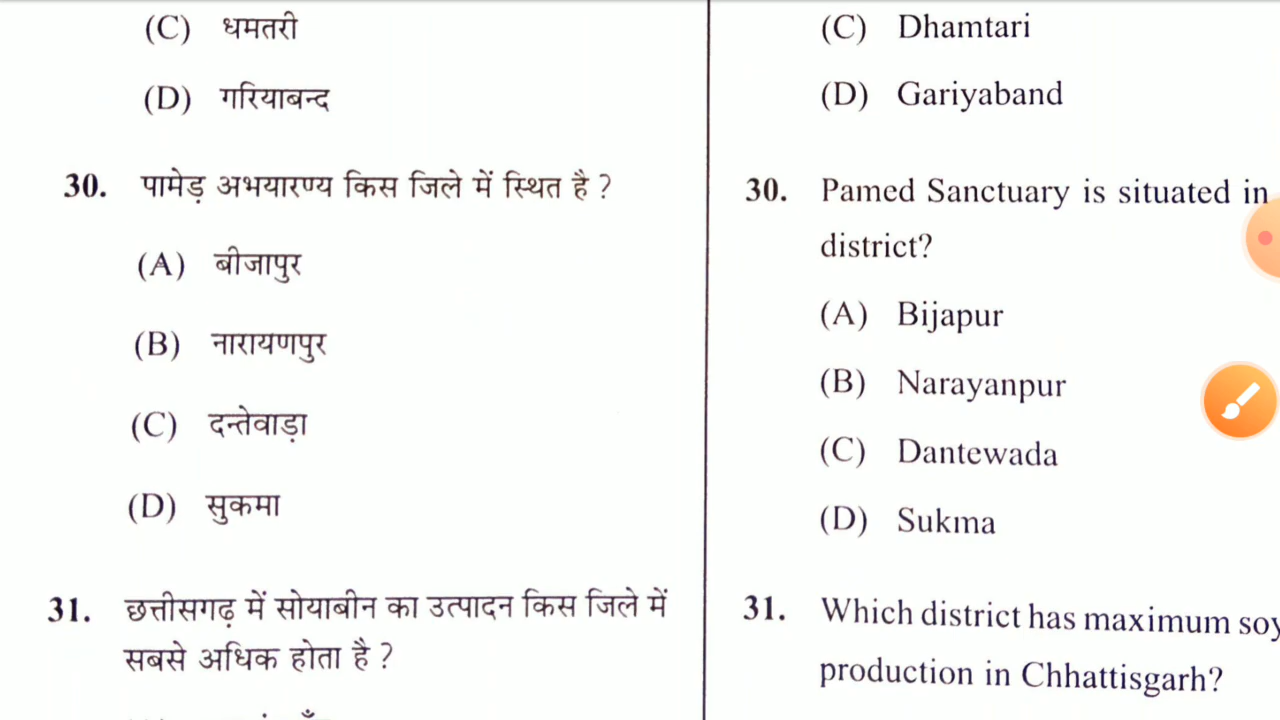 (C) धमतरी
(D) गरियाबन्द
30. पामेड़ अभयारण्य किस जिले में स्थित है ?
(A) बीजापुर
(B) नारायणपुर
(C) दन्तेवाड़ा
(D) सुकमा
31. छत्तीसगढ़ में सोयाबीन का उत्पादन किस जिले में
सबसे अधिक होता है ?
(C) Dhamtari
(D) Gariyaband
30. Pamed Sanctuary is situated in
district?
(A) Bijapur
(B) Narayanpur
(C) Dantewada
(D) Sukma
31. Which district has maximum soy
production in Chhattisgarh?